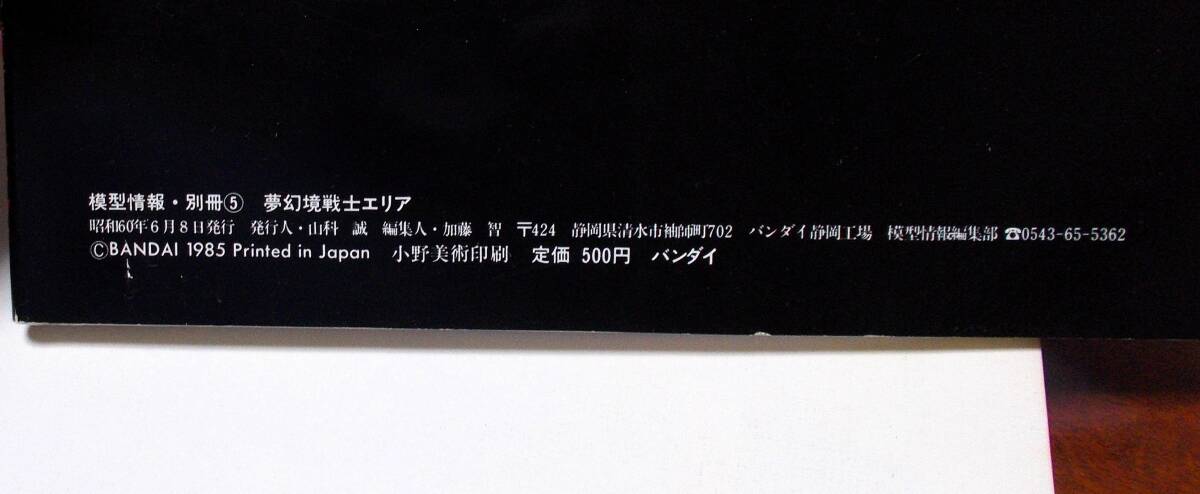 模型情報・別冊⑤　夢幻境戦士エリア
昭和60年6月8日発行　発行人・山科　誠　編集人・加藤　智　〒424　静岡県清水市袖師町702　バンダイ静岡工場　模型情報編集部 ☎0543-65-5362
©BANDAI 1985 Printed in Japan　小野美術印刷　定価 500円　バンダイ